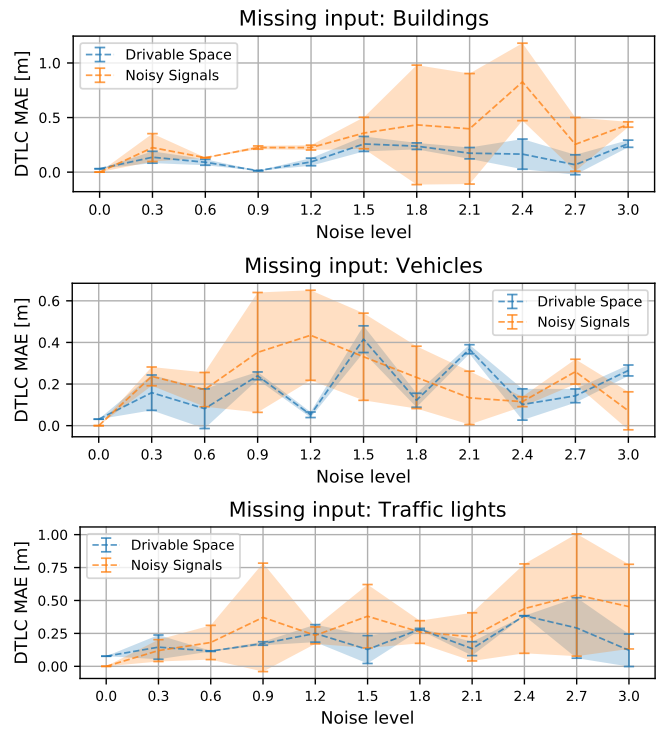 Missing input: Buildings
DTLC MAE [m]
1.0
0.5
0.0
Drivable Space
Noisy Signals
0.0 0.3 0.6 0.9 1.2 1.5 1.8 2.1 2.4 2.7 3.0
Noise level
Missing input: Vehicles
DTLC MAE [m]
0.6
0.4
0.2
0.0
Drivable Space
Noisy Signals
0.0 0.3 0.6 0.9 1.2 1.5 1.8 2.1 2.4 2.7 3.0
Noise level
Missing input: Traffic lights
DTLC MAE [m]
1.00
0.75
0.50
0.25
0.00
Drivable Space
Noisy Signals
0.0 0.3 0.6 0.9 1.2 1.5 1.8 2.1 2.4 2.7 3.0
Noise level